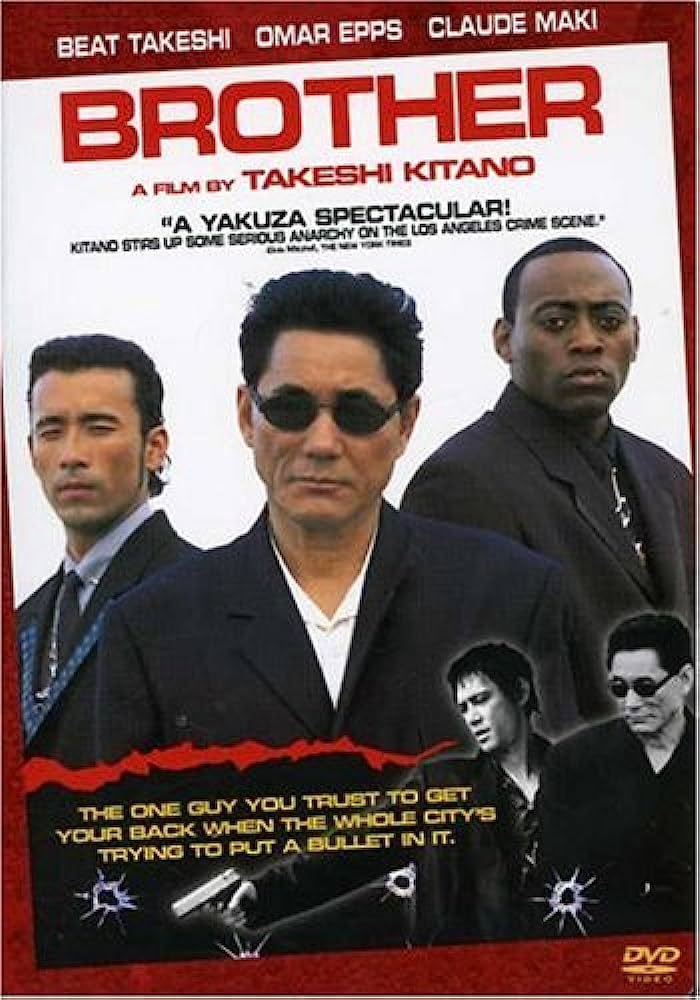 BEAT TAKESHI OMAR EPPS CLAUDE MAKI
BROTHER
A FILM BY TAKESHI KITANO
"A YAKUZA SPECTACULAR!
KITANO STIRS UP SOME SERIOUS ANARCHY ON THE LOS ANGELES CRIME SCENE."
THE NEW YORK TIMES
THE ONE GUY YOU TRUST TO GET
YOUR BACK WHEN THE WHOLE CITY'S
TRYING TO PUT A BULLET IN IT.
DVD
VIDEO